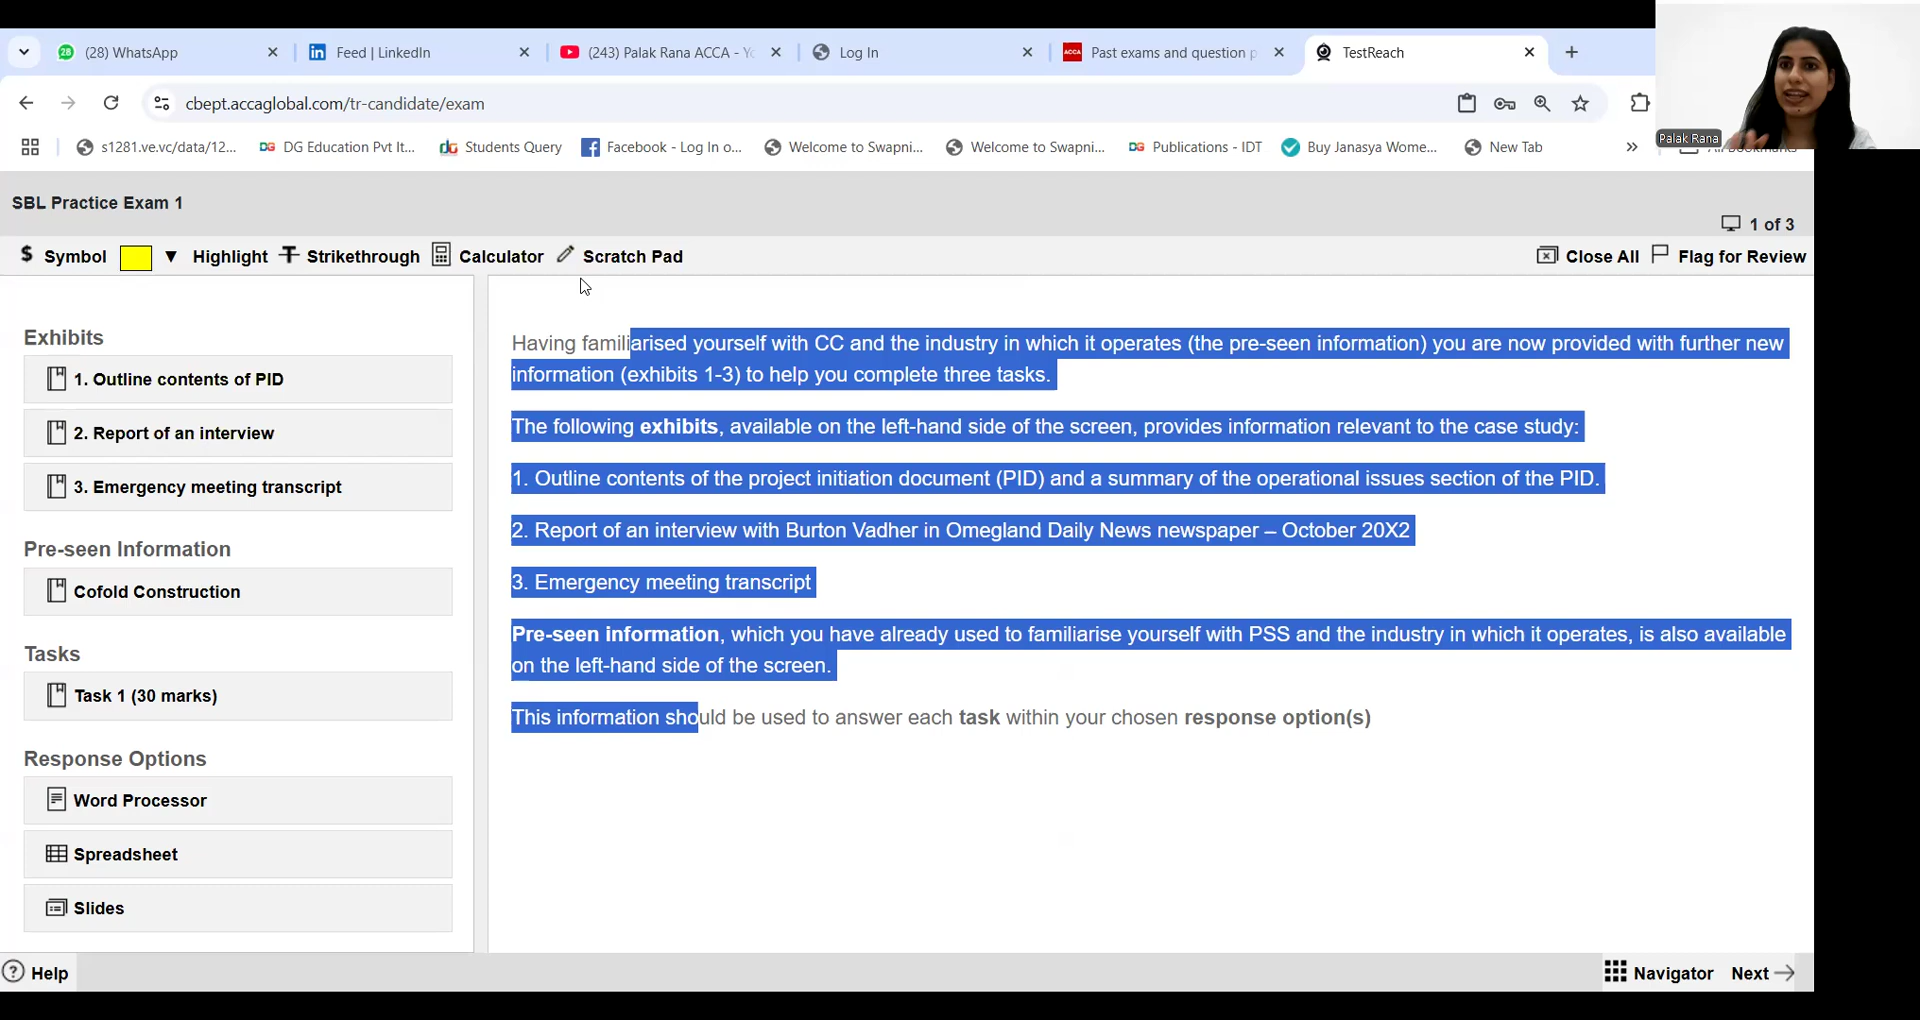 (28) WhatsApp
Feed | LinkedIn
(243) Palak Rana ACCA - Yo
Log In
Past exams and question p
TestReach
cbept.accaglobal.com/tr-candidate/exam
s1281.ve.vc/data/12...
DG Education Pvt It...
Students Query
Facebook - Log In o...
Welcome to Swapni...
Welcome to Swapni...
Publications - IDT
Buy Janasya Wome...
New Tab
All Bookmarks
Palak Rana
SBL Practice Exam 1
1 of 3
Symbol
Highlight
Strikethrough
Calculator
Scratch Pad
Close All
Flag for Review
Exhibits
1. Outline contents of PID
2. Report of an interview
3. Emergency meeting transcript
Pre-seen Information
Cofold Construction
Tasks
Task 1 (30 marks)
Response Options
Word Processor
Spreadsheet
Slides
Having familiarised yourself with CC and the industry in which it operates (the pre-seen information) you are now provided with further new
information (exhibits 1-3) to help you complete three tasks.
The following exhibits, available on the left-hand side of the screen, provides information relevant to the case study:
1. Outline contents of the project initiation document (PID) and a summary of the operational issues section of the PID.
2. Report of an interview with Burton Vadher in Omegland Daily News newspaper – October 20X2
3. Emergency meeting transcript
Pre-seen information, which you have already used to familiarise yourself with PSS and the industry in which it operates, is also available
on the left-hand side of the screen.
This information should be used to answer each task within your chosen response option(s)
Help
Navigator
Next